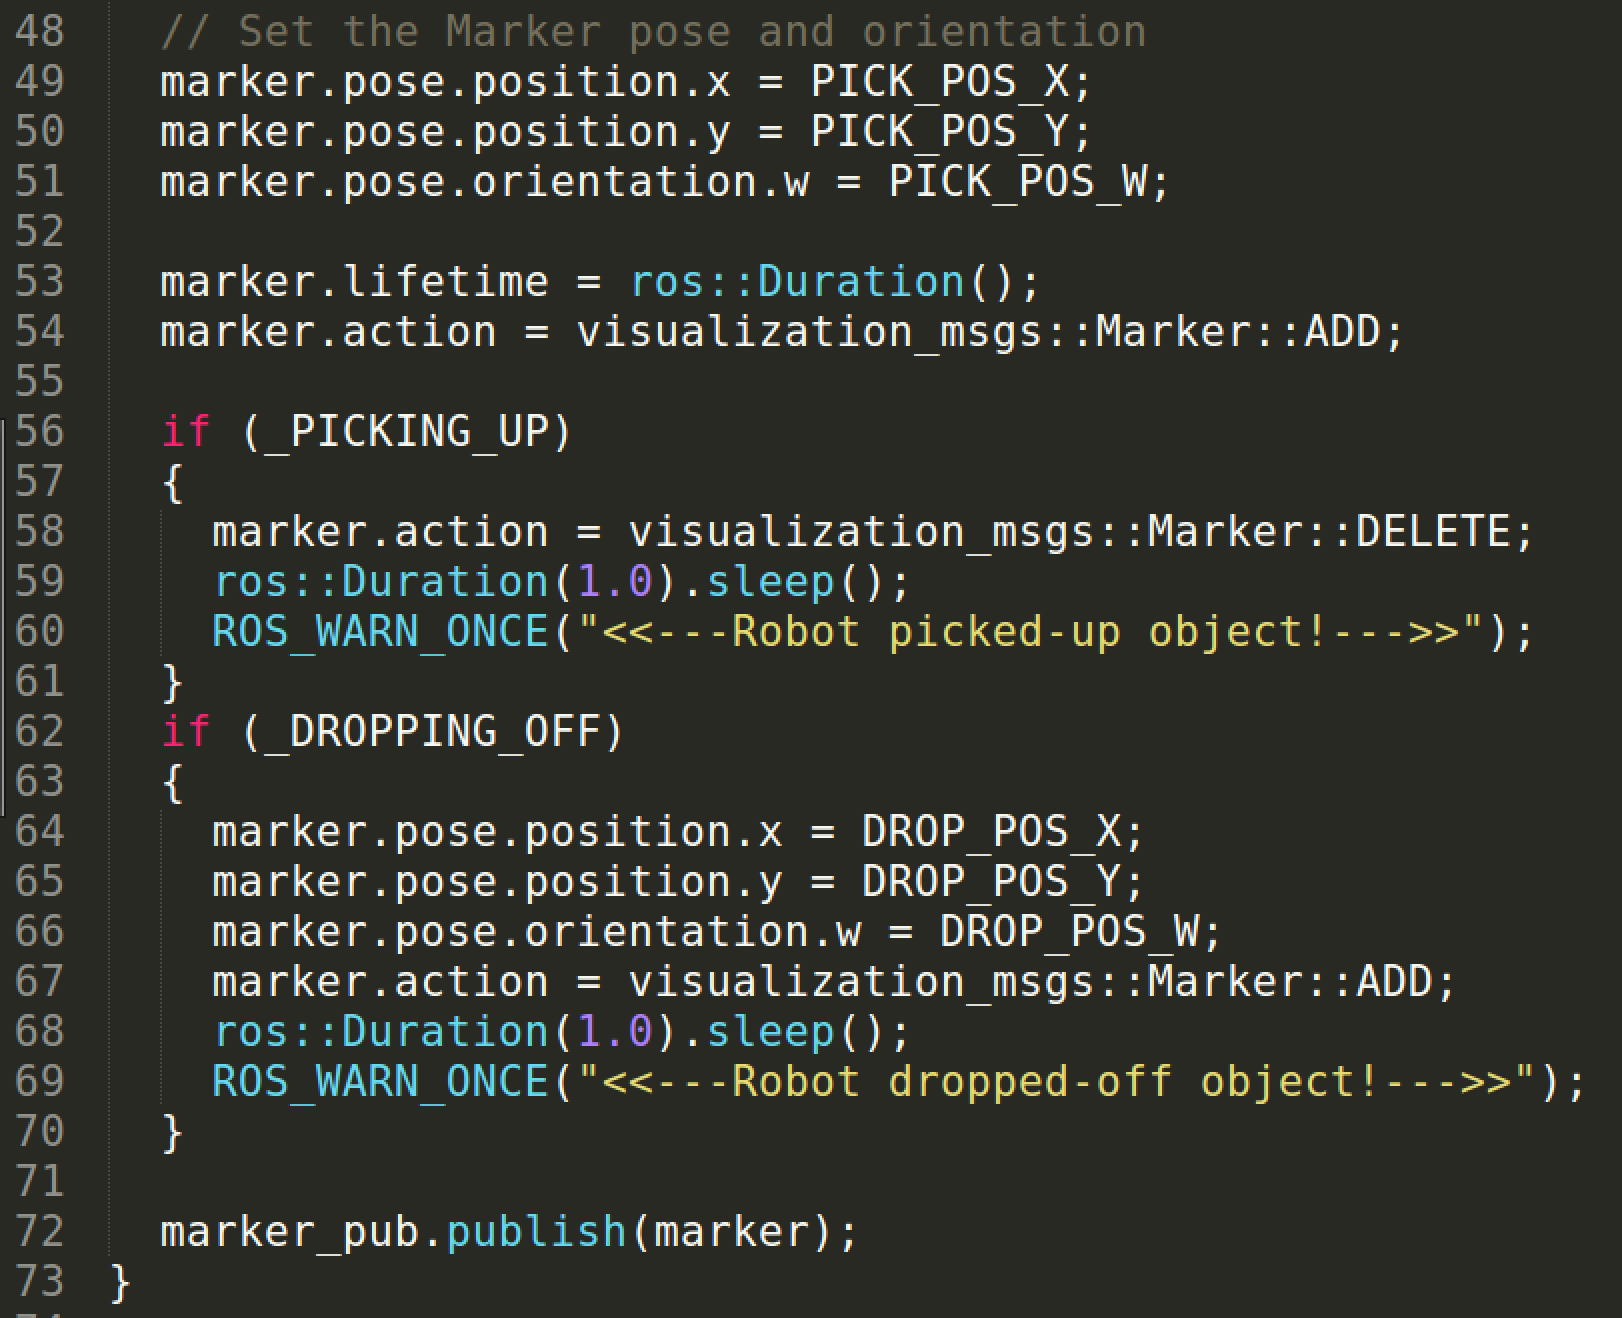 48 // Set the Marker pose and orientation
49 marker.pose.position.x = PICK_POS_X;
50 marker.pose.position.y = PICK_POS_Y;
51 marker.pose.orientation.w = PICK_POS_W;
52
53 marker.lifetime = ros::Duration();
54 marker.action = visualization_msgs::Marker::ADD;
55
56 if (_PICKING_UP)
57 {
58 marker.action = visualization_msgs::Marker::DELETE;
59 ros::Duration(1.0).sleep();
60 ROS_WARN_ONCE("<<---Robot picked-up object!--->>");
61 }
62 if (_DROPPING_OFF)
63 {
64 marker.pose.position.x = DROP_POS_X;
65 marker.pose.position.y = DROP_POS_Y;
66 marker.pose.orientation.w = DROP_POS_W;
67 marker.action = visualization_msgs::Marker::ADD;
68 ros::Duration(1.0).sleep();
69 ROS_WARN_ONCE("<<---Robot dropped-off object!--->>");
70 }
71
72 marker_pub.publish(marker);
73 }